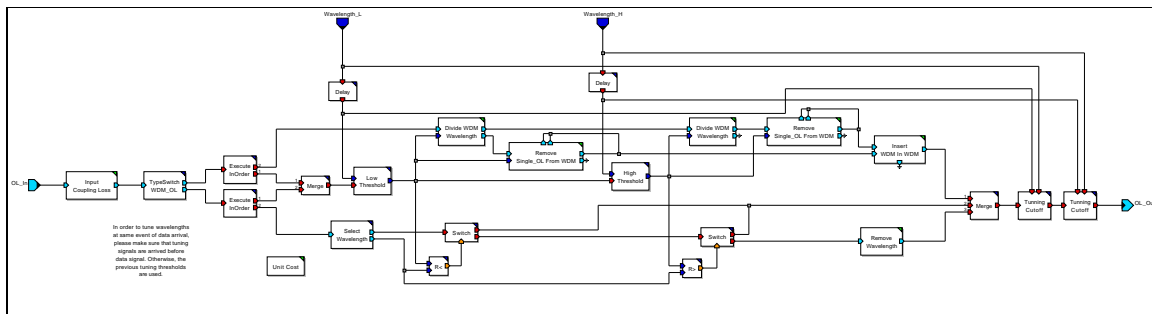 Wavelength_L
Wavelength_H
Delay
Delay
Divide WDM
Wavelength
Divide WDM
Wavelength
Remove
Single_OL From WDM
Remove
Single_OL From WDM
Insert
WDM In WDM
OL_In
Input
Coupling Loss
TypeSwitch
WDM_OL
Execute
InOrder
Execute
InOrder
Merge
Low
Threshold
High
Threshold
Merge
Tunning
Cutoff
Tunning
Cutoff
OL_Ou
In order to tune wavelengths
at same event of data arrival,
please make sure that tuning
signals are arrived before
data signal. Otherwise, the
previous tuning thresholds
are used.
Unit Cost
Select
Wavelength
Switch
R<
Switch
R>
Remove
Wavelength